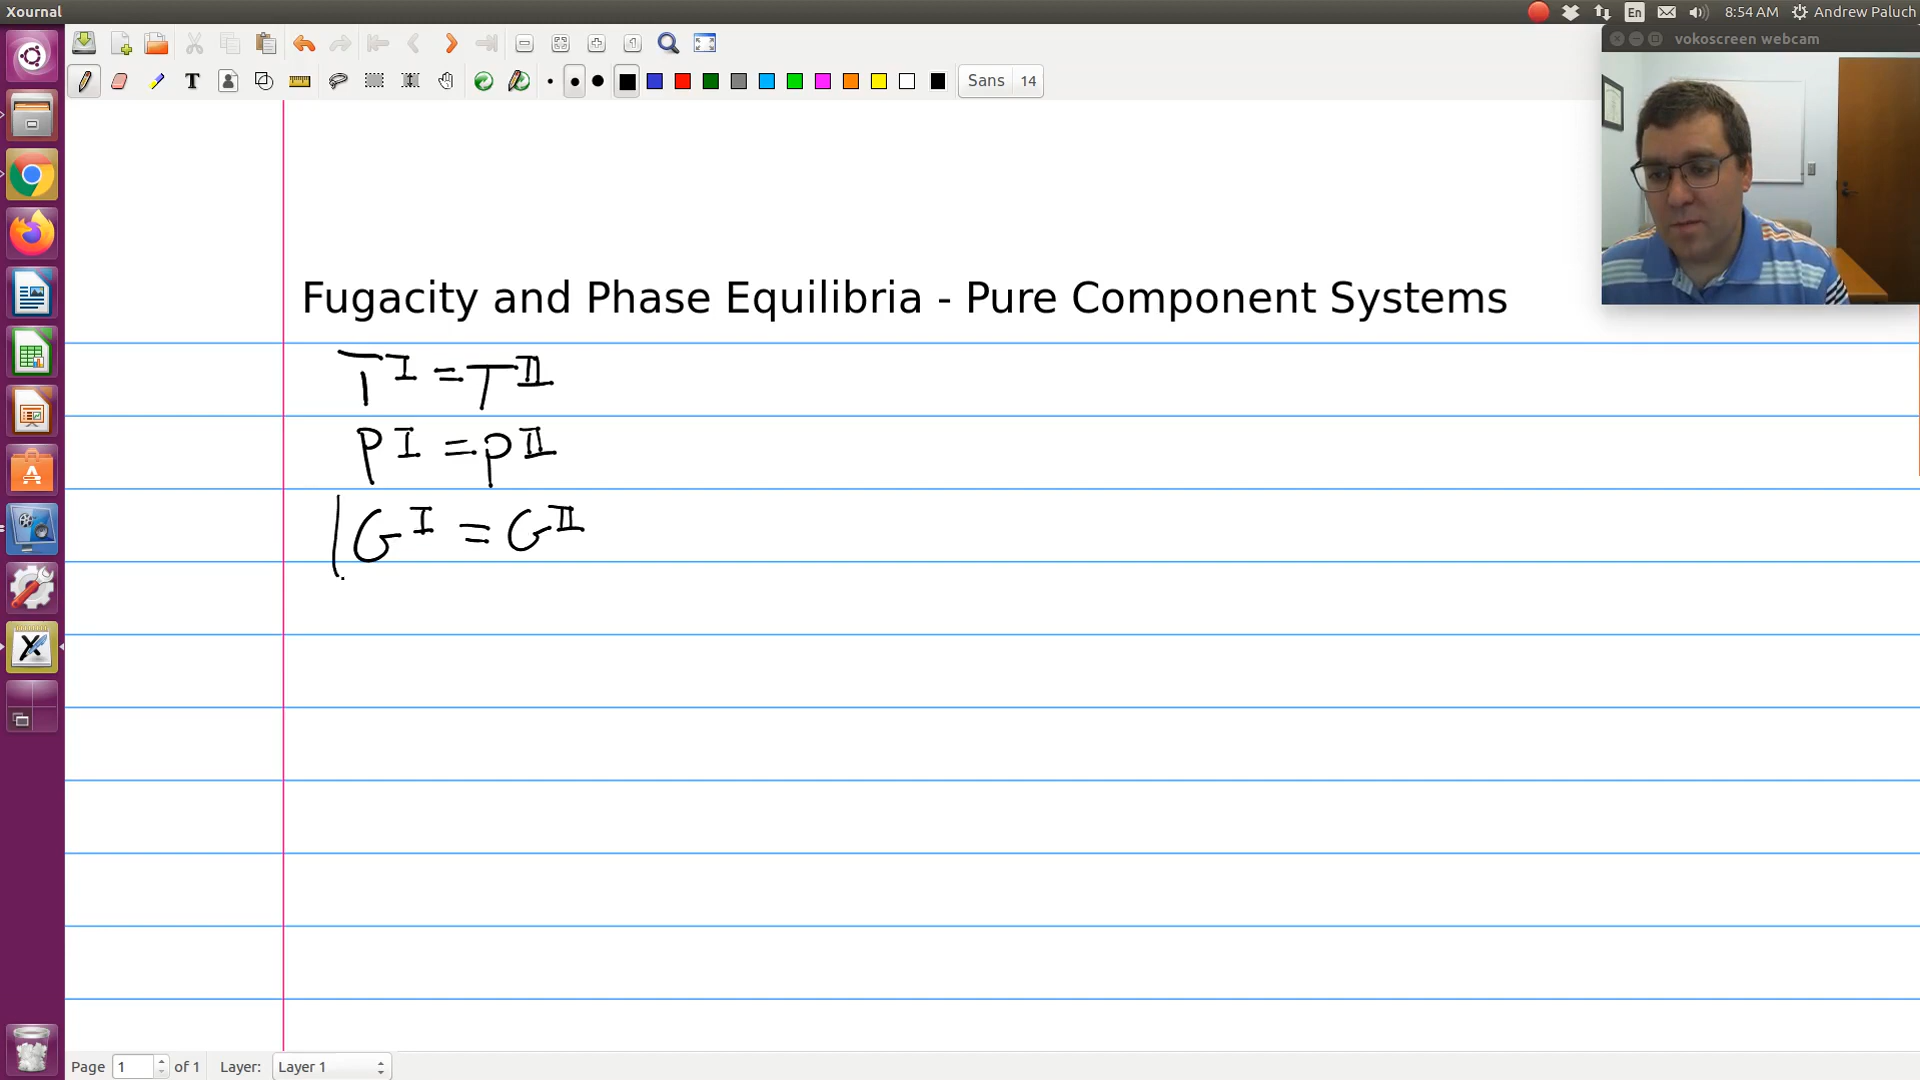 Xournal
En
8:54 AM
Andrew Paluch
vokoscreen webcam
Sans 14
Fugacity and Phase Equilibria - Pure Component Systems
T^I = T^II
P^I = P^II
G^I = G^II
Page 1 of 1 Layer: Layer 1